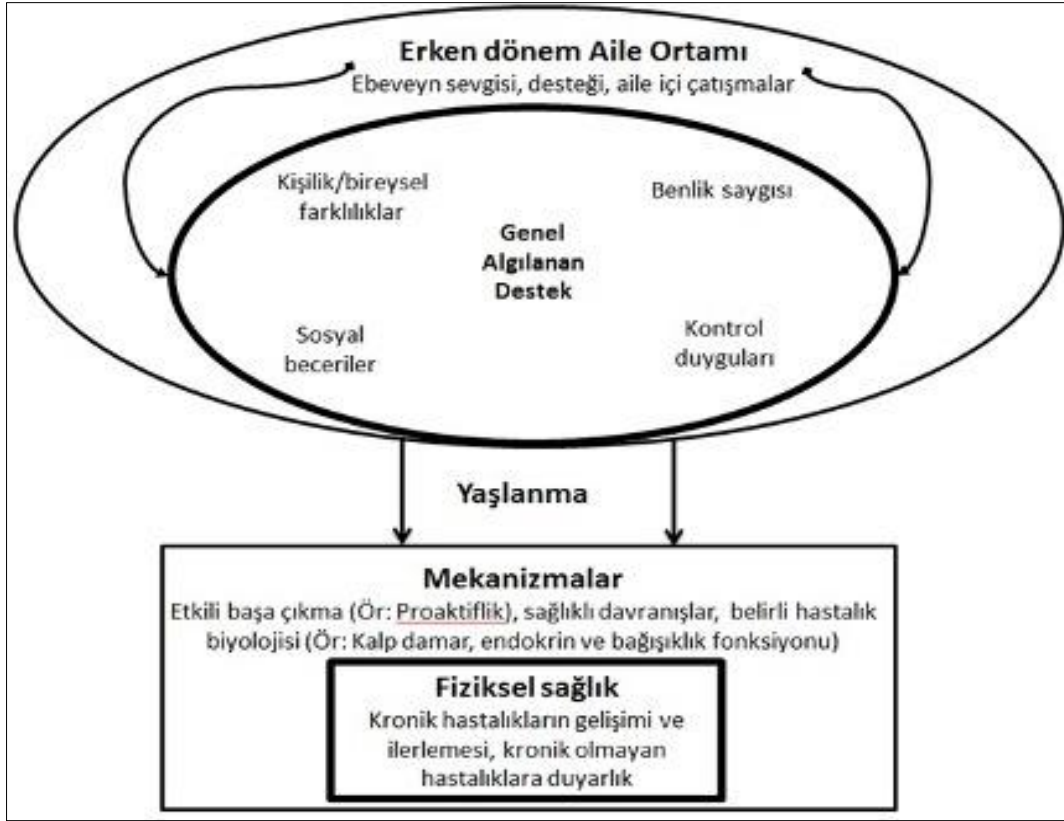 Erken dönem Aile Ortamı
Ebeveyn sevgisi, desteği, aile içi çatışmalar
Kişilik/bireysel
farklılıklar
Benlik saygısı
Genel
Algılanan
Destek
Sosyal
beceriler
Kontrol
duyguları
Yaşlanma
Mekanizmalar
Etkili başa çıkma (Ör: Proaktiflik), sağlıklı davranışlar, belirli hastalık
biyolojisi (Ör: Kalp damar, endokrin ve bağışıklık fonksiyonu)
Fiziksel sağlık
Kronik hastalıkların gelişimi ve
ilerlemesi, kronik olmayan
hastalıklara duyarlık